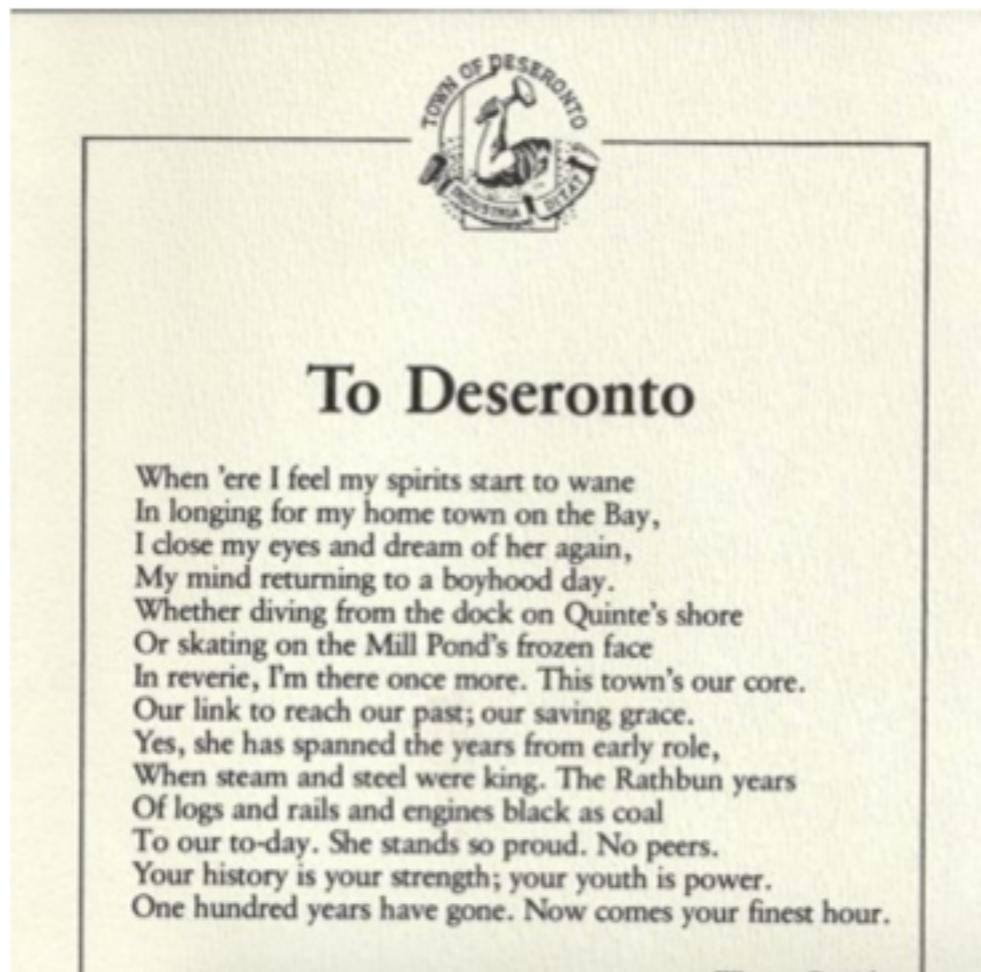 TOWN OF DESERONTO
INDUSTRIA DITAT
To Deseronto
When 'ere I feel my spirits start to wane
In longing for my home town on the Bay,
I close my eyes and dream of her again,
My mind returning to a boyhood day.
Whether diving from the dock on Quinte's shore
Or skating on the Mill Pond's frozen face
In reverie, I'm there once more. This town's our core.
Our link to reach our past; our saving grace.
Yes, she has spanned the years from early role,
When steam and steel were king. The Rathbun years
Of logs and rails and engines black as coal
To our to-day. She stands so proud. No peers.
Your history is your strength; your youth is power.
One hundred years have gone. Now comes your finest hour.